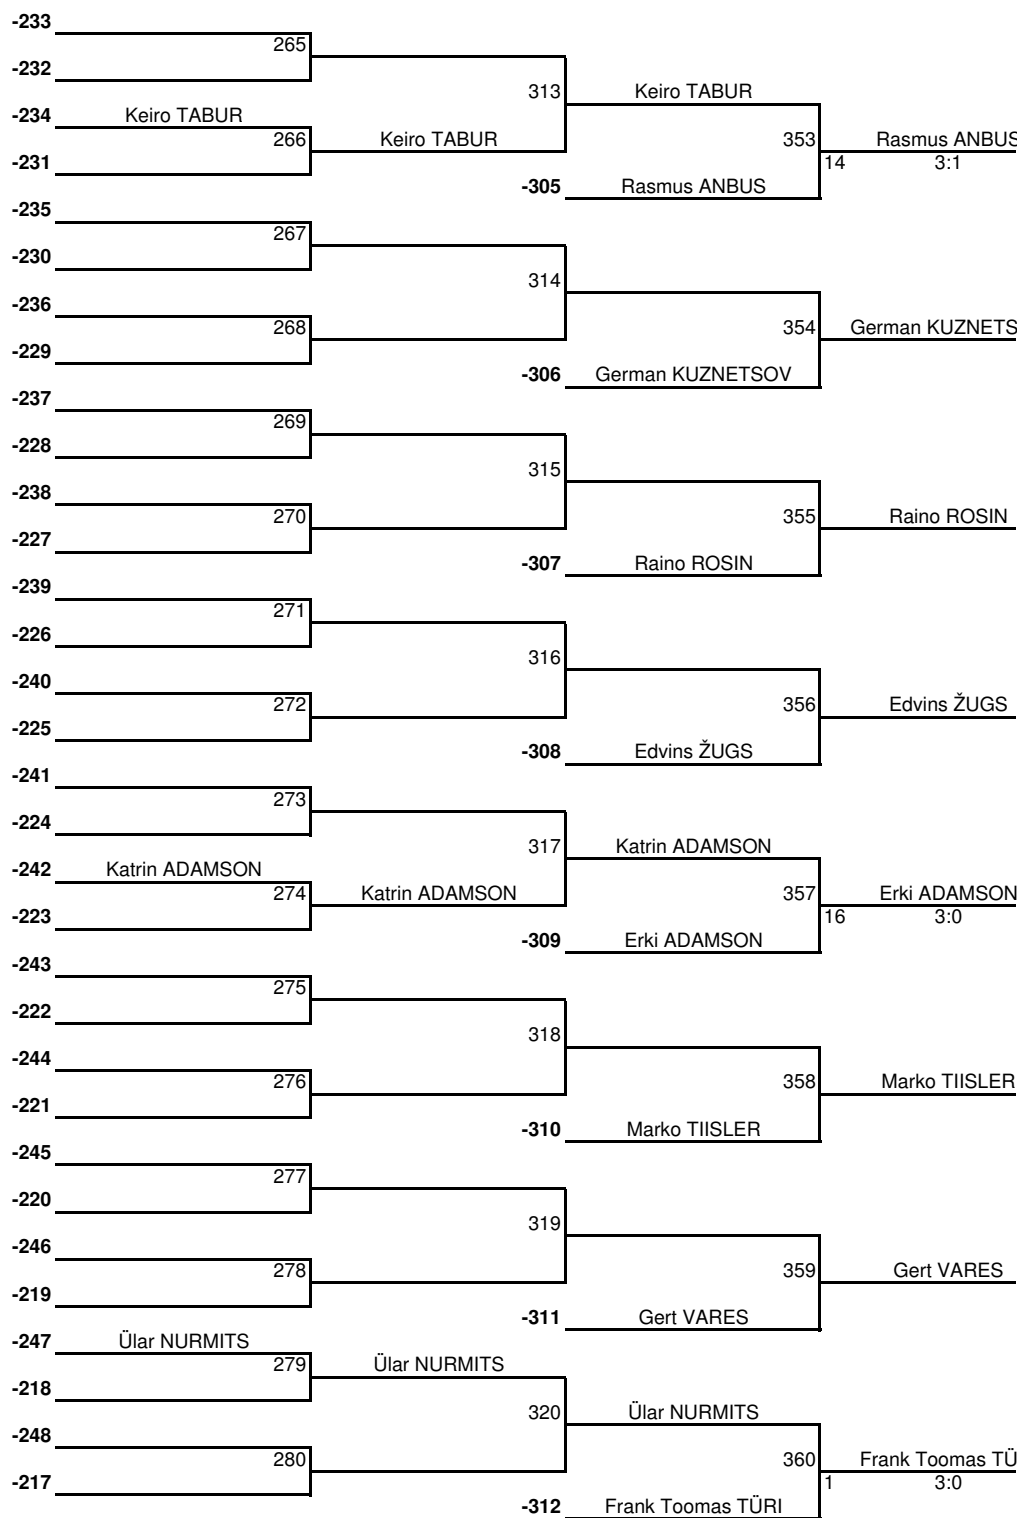 -233
265
-232
313 Keiro TABUR
-234 Keiro TABUR
266 Keiro TABUR 353 Rasmus ANBUS
-231 14 3:1
-305 Rasmus ANBUS
-235
267
-230
314
-236
268 354 German KUZNETS
-229
-306 German KUZNETSOV
-237
269
-228
315
-238
270 355 Raino ROSIN
-227
-307 Raino ROSIN
-239
271
-226
316
-240
272 356 Edvins ŽUGS
-225
-308 Edvins ŽUGS
-241
273
-224
317 Katrin ADAMSON
-242 Katrin ADAMSON
274 Katrin ADAMSON 357 Erki ADAMSON
-223 16 3:0
-309 Erki ADAMSON
-243
275
-222
318
-244
276 358 Marko TIISLER
-221
-310 Marko TIISLER
-245
277
-220
319
-246
278 359 Gert VARES
-219
-311 Gert VARES
-247 Ülar NURMITS
279 Ülar NURMITS
-218
320 Ülar NURMITS
-248
280 360 Frank Toomas TÜ
-217 1 3:0
-312 Frank Toomas TÜRI